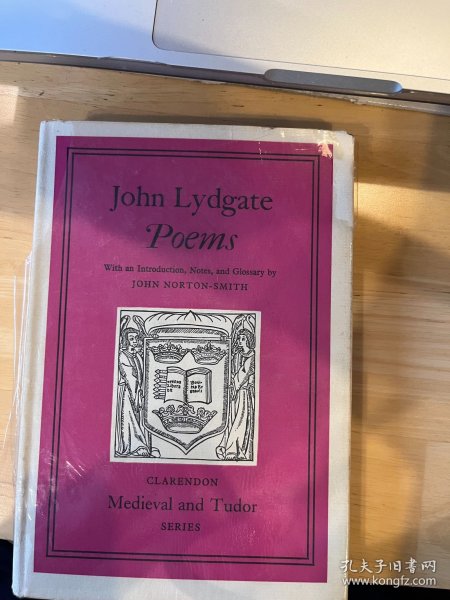 John Lydgate
Poems
With an Introduction, Notes, and Glossary by
JOHN NORTON-SMITH
CLARENDON
Medieval and Tudor
SERIES
孔夫子旧书网
www.kongfz.com